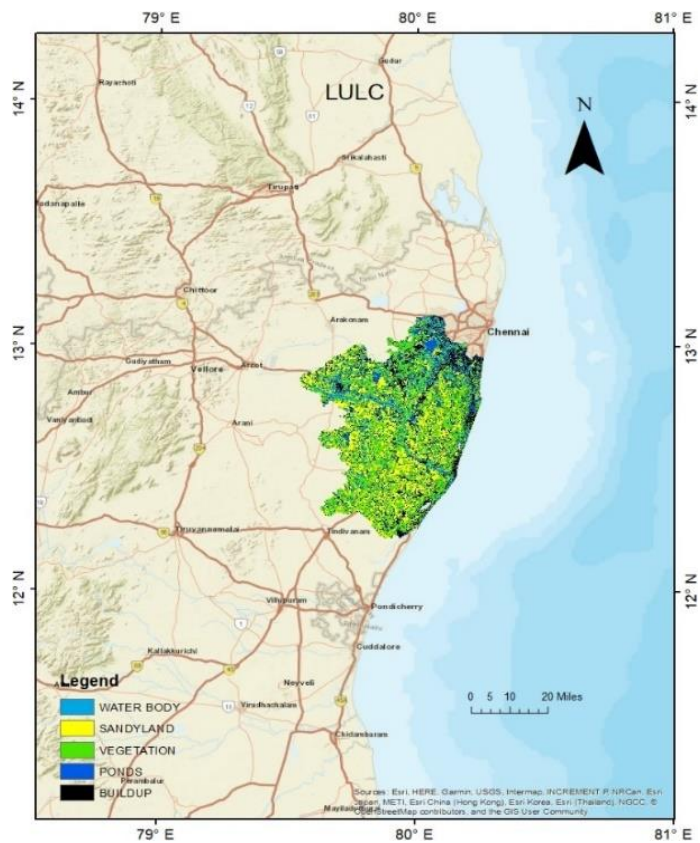 79° E 80° E 81° E
LULC
N
14° N 14° N
Gudur
Rayachoti
Srikalahasti
Tirupati
Chittoor
Arakonam
Chennai
13° N 13° N
Gudiyatham
Vellore
Arcot
Ambur
Vaniyambadi
Arani
Tiruvannamalai
Tindivanam
12° N 12° N
Villupuram
Pondicherry
Cuddalore
Kallakkurichi
Neyveli
Virudhachalam
Chidambaram
Legend
WATER BODY
SANDYLAND
VEGETATION
PONDS
BUILDUP
Perambalur
0 5 10 20 Miles
Sources: Esri, HERE, Garmin, USGS, Intermap, INCREMENT P, NRCan, Esri
Japan, METI, Esri China (Hong Kong), Esri Korea, Esri (Thailand), NGCC, ©
OpenStreetMap contributors, and the GIS User Community
79° E 80° E 81° E